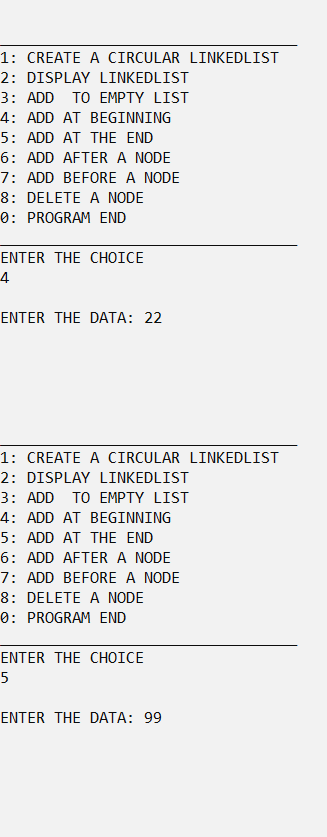 1: CREATE A CIRCULAR LINKEDLIST
2: DISPLAY LINKEDLIST
3: ADD  TO EMPTY LIST
4: ADD AT BEGINNING
5: ADD AT THE END
6: ADD AFTER A NODE
7: ADD BEFORE A NODE
8: DELETE A NODE
0: PROGRAM END
ENTER THE CHOICE
4
ENTER THE DATA: 22
1: CREATE A CIRCULAR LINKEDLIST
2: DISPLAY LINKEDLIST
3: ADD  TO EMPTY LIST
4: ADD AT BEGINNING
5: ADD AT THE END
6: ADD AFTER A NODE
7: ADD BEFORE A NODE
8: DELETE A NODE
0: PROGRAM END
ENTER THE CHOICE
5
ENTER THE DATA: 99